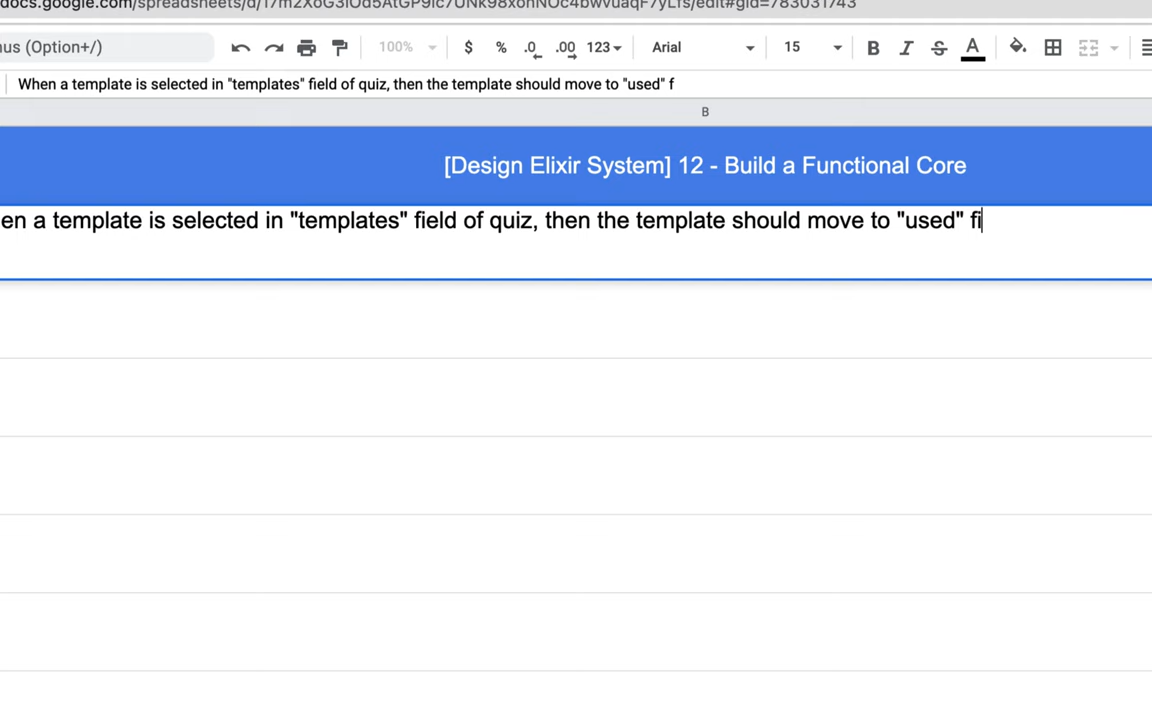 docs.google.com/spreadsheets/d/
nus (Option+/) 100% $ % .0 .00 123 Arial 15 B I S A
When a template is selected in "templates" field of quiz, then the template should move to "used" f
B
[Design Elixir System] 12 - Build a Functional Core
en a template is selected in "templates" field of quiz, then the template should move to "used" fi